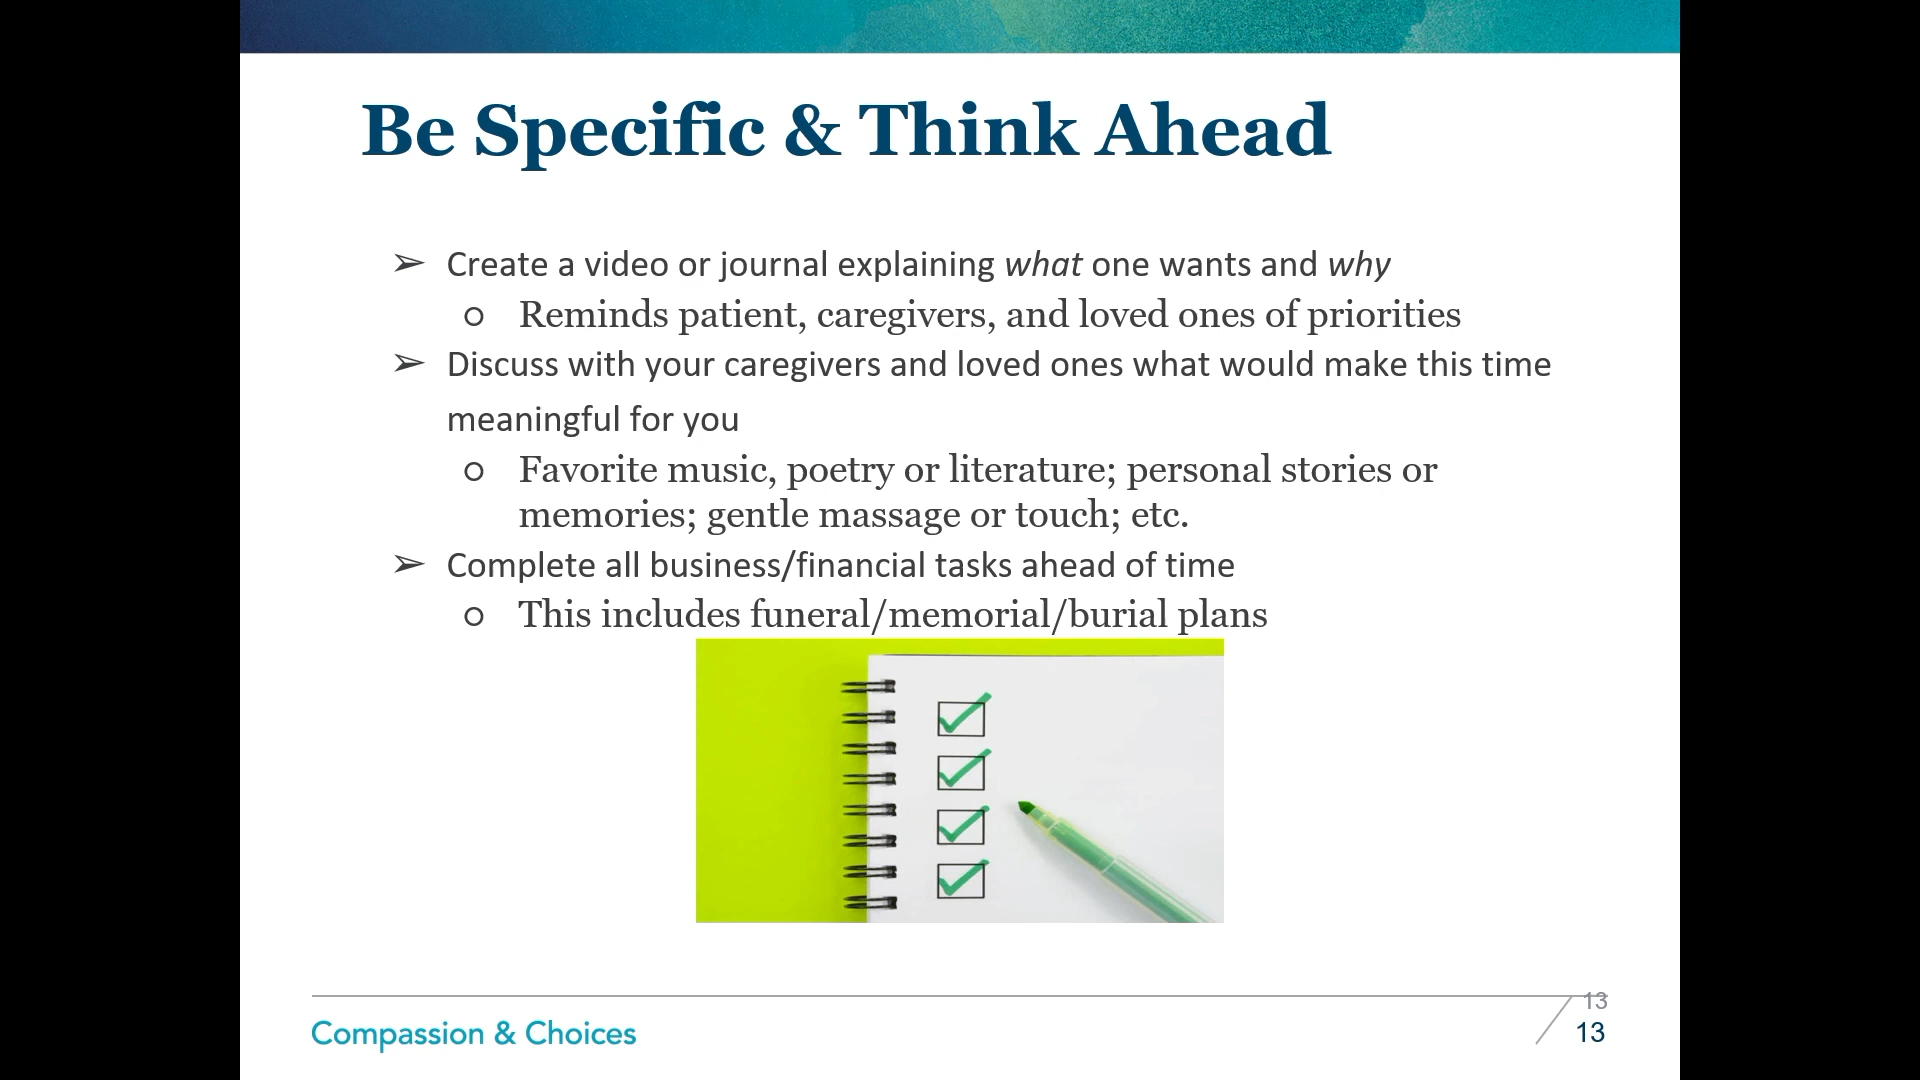 Be Specific & Think Ahead
➢ Create a video or journal explaining what one wants and why
○ Reminds patient, caregivers, and loved ones of priorities
➢ Discuss with your caregivers and loved ones what would make this time
meaningful for you
○ Favorite music, poetry or literature; personal stories or
memories; gentle massage or touch; etc.
➢ Complete all business/financial tasks ahead of time
○ This includes funeral/memorial/burial plans
13
Compassion & Choices
13